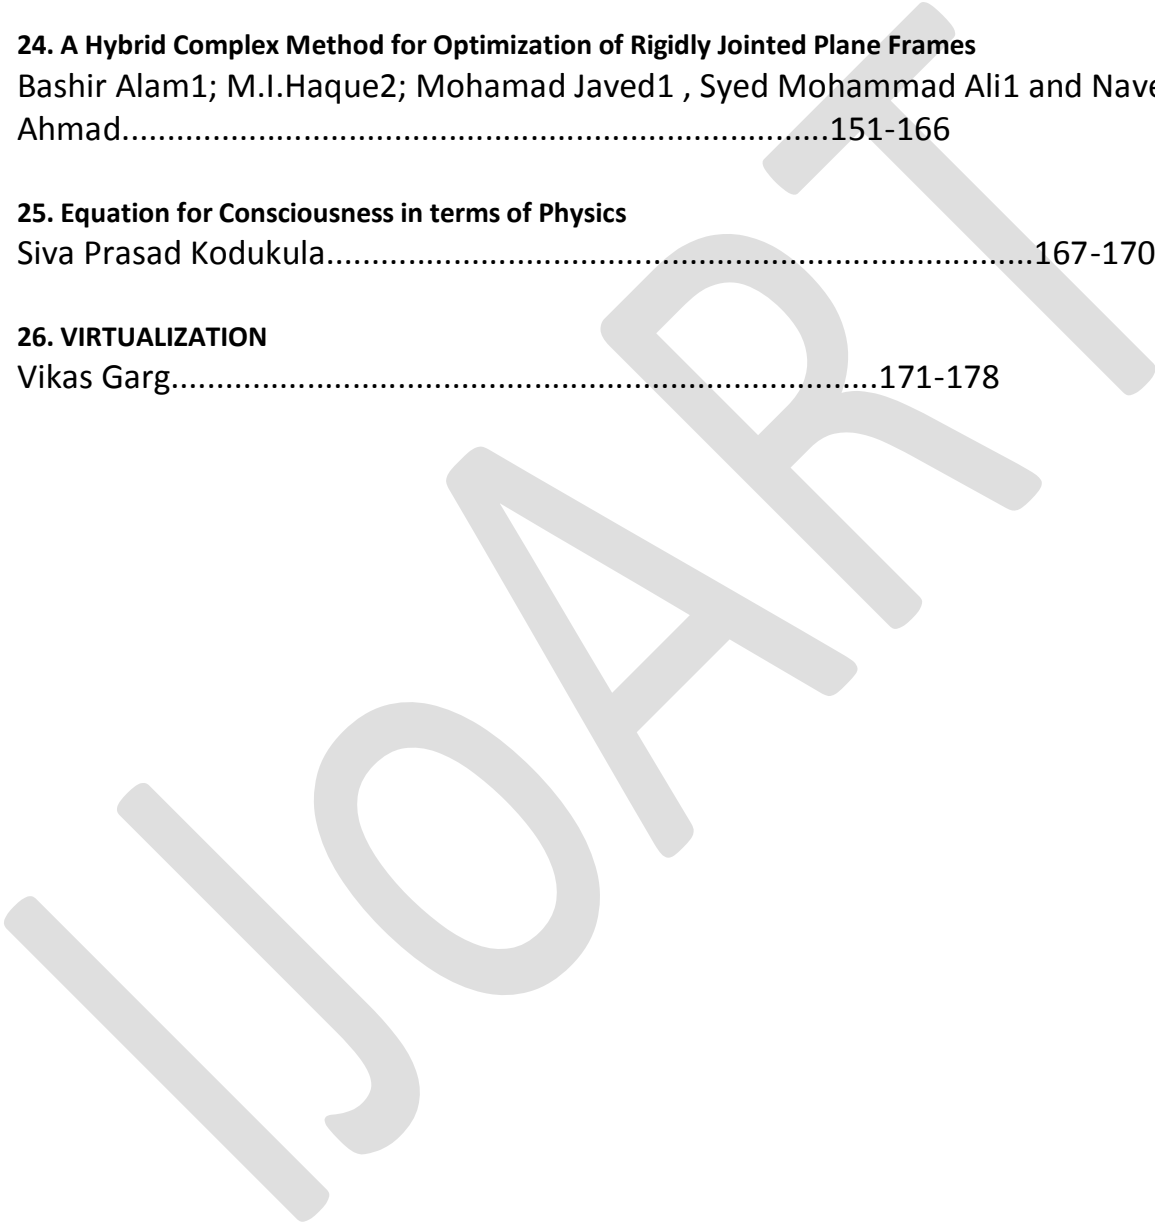 24. A Hybrid Complex Method for Optimization of Rigidly Jointed Plane Frames
Bashir Alam1; M.I.Haque2; Mohamad Javed1 , Syed Mohammad Ali1 and
Ahmad..............................................................................151-166
25. Equation for Consciousness in terms of Physics
Siva Prasad Kodukula..............................................................................167-170
26. VIRTUALIZATION
Vikas Garg..............................................................................171-178
IJOART